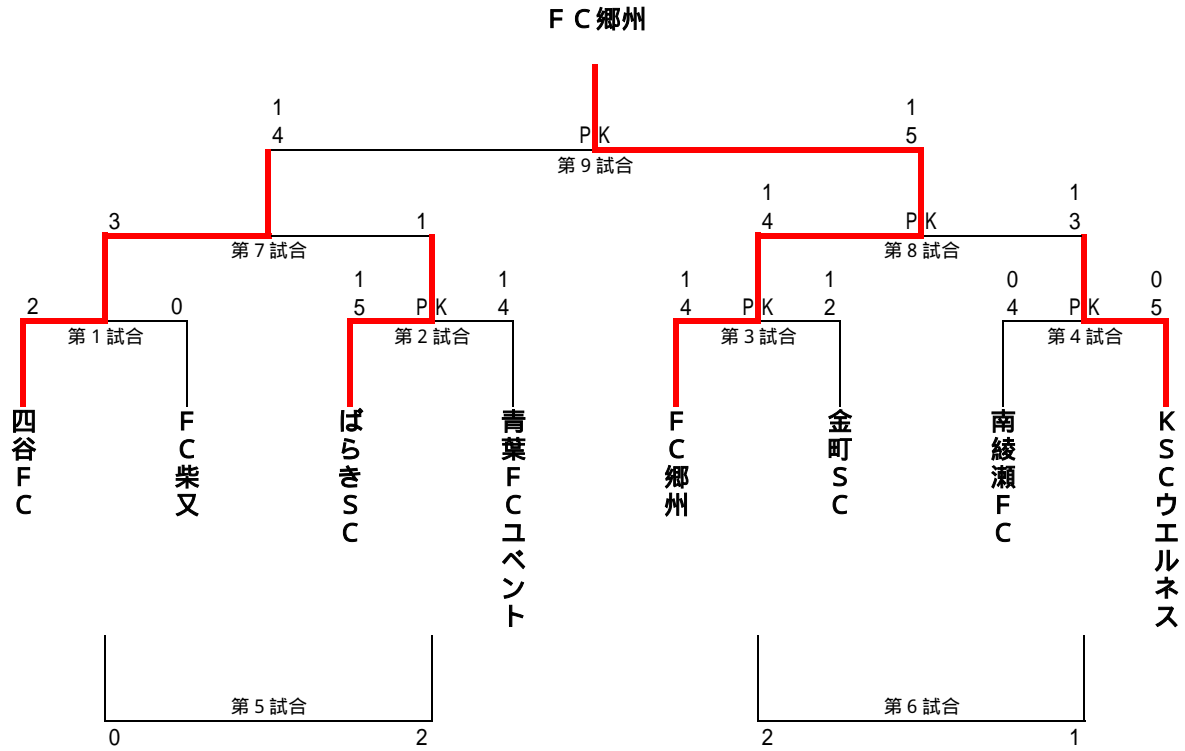 ＦＣ郷州
1 1
4 PK 5
第9試合
1 1
3 1 4 PK 3
第7試合 第8試合
1 1 1 1 0 0
2 0 5 PK 4 4 PK 2 4 PK 5
第1試合 第2試合 第3試合 第4試合
四谷ＦＣ
ＦＣ柴又
ばらきＳＣ
青葉ＦＣユベント
ＦＣ郷州
金町ＳＣ
南綾瀬ＦＣ
ＫＳＣウエルネス
第5試合 第6試合
0 2 2 1